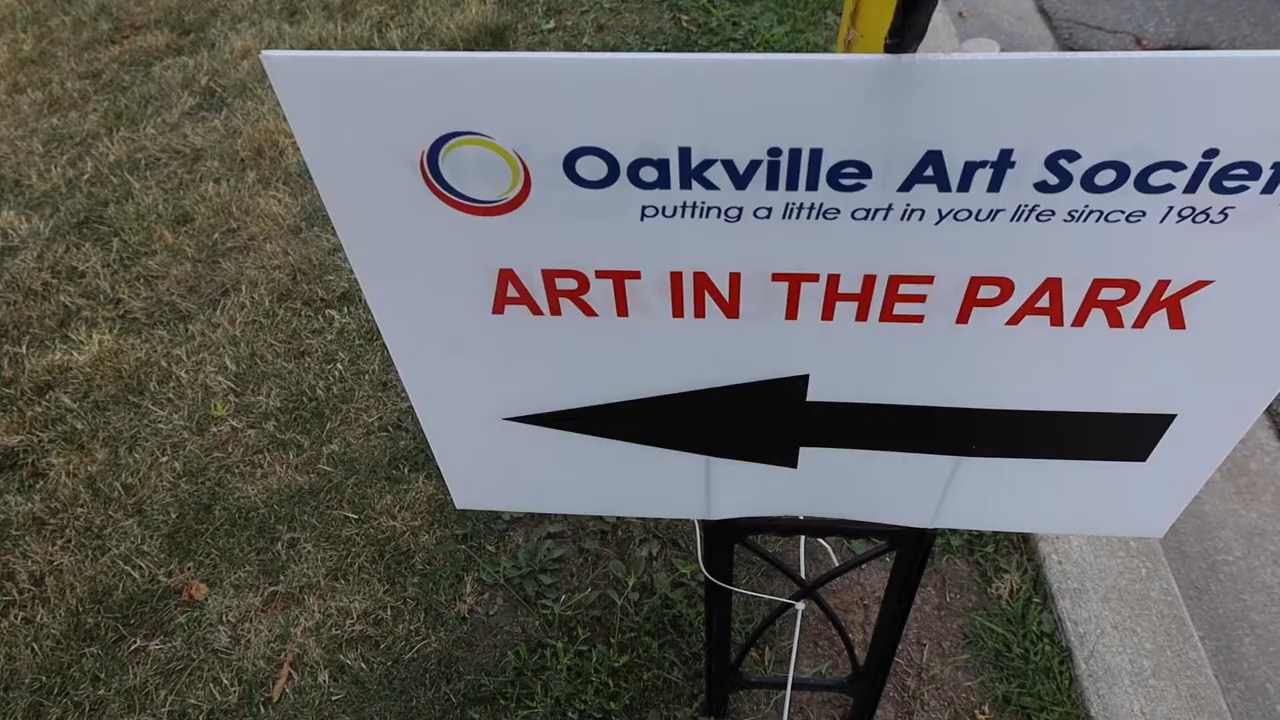 Oakville Art Societ
putting a little art in your life since 1965
ART IN THE PARK